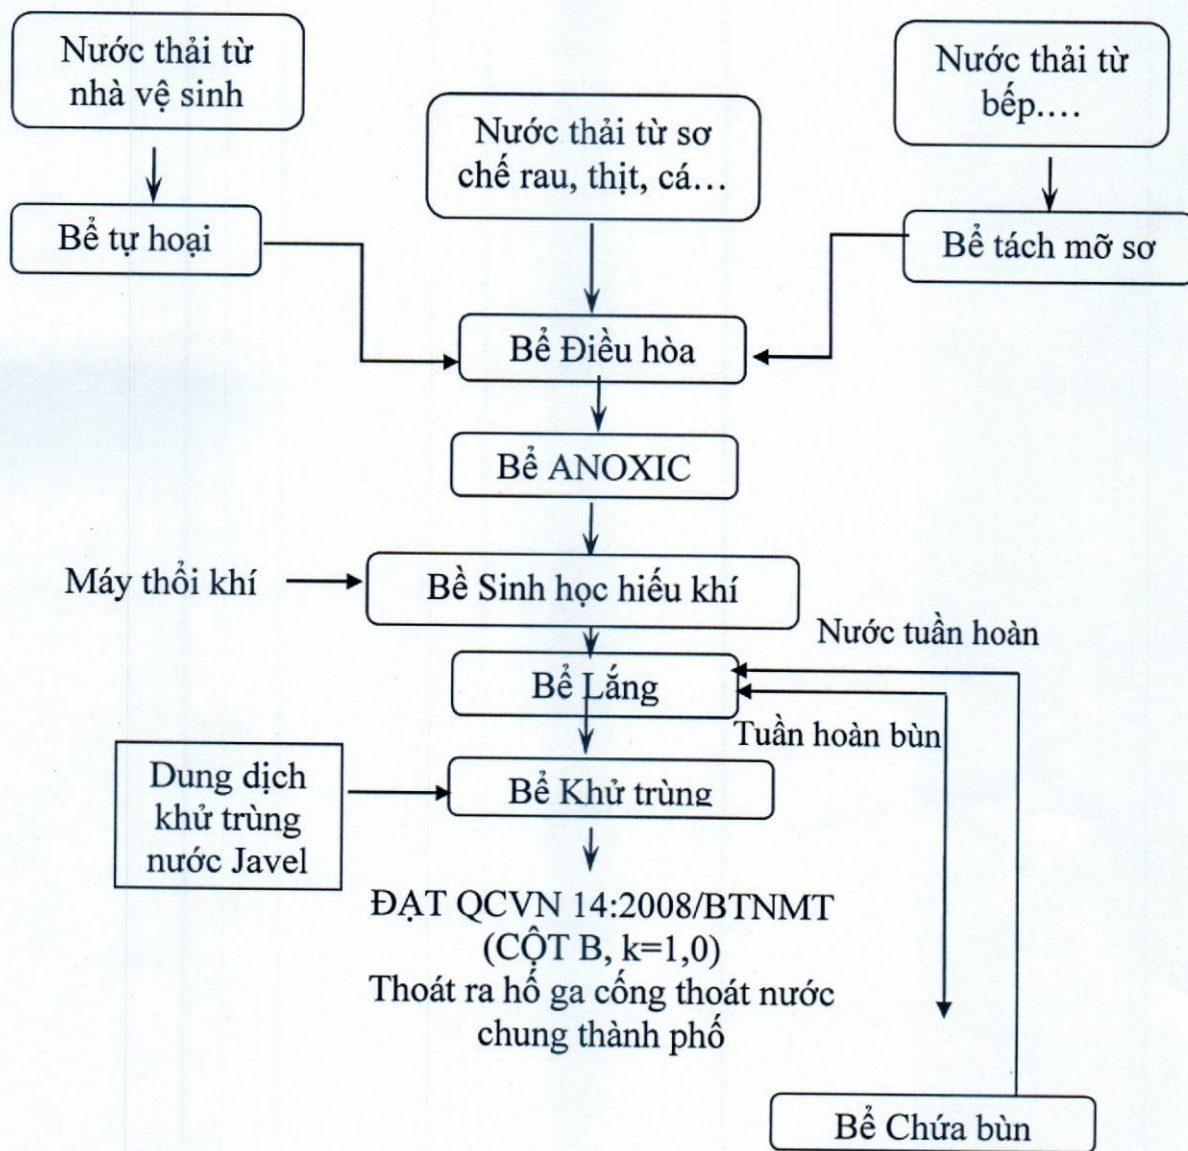 Nước thải từ
nhà vệ sinh
Nước thải từ sơ
chế rau, thịt, cá...
Nước thải từ
bếp....
Bể tự hoại
Bể tách mỡ sơ
Bể Điều hòa
Bể ANOXIC
Máy thổi khí
Bề Sinh học hiếu khí
Nước tuần hoàn
Bể Lắng
Tuần hoàn bùn
Dung dịch
khử trùng
nước Javel
Bể Khử trùng
ĐẠT QCVN 14:2008/BTNMT
(CỘT B, k=1,0)
Thoát ra hố ga cống thoát nước
chung thành phố
Bể Chứa bùn